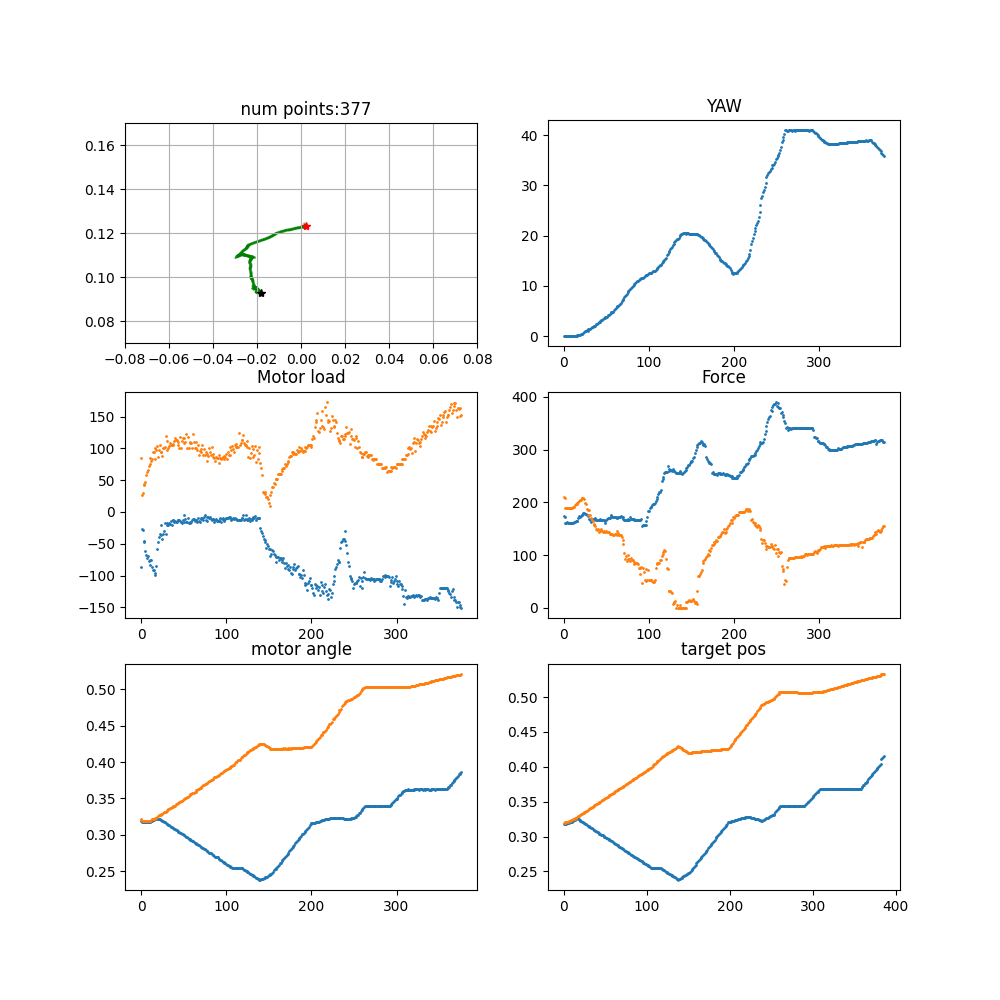 num points:377
0.16
0.14
0.12
0.10
0.08
−0.08 −0.06 −0.04 −0.02 0.00 0.02 0.04 0.06 0.08
YAW
40
30
20
10
0
0 100 200 300
Motor load
150
100
50
0
−50
−100
−150
0 100 200 300
Force
400
300
200
100
0
0 100 200 300
motor angle
0.50
0.45
0.40
0.35
0.30
0.25
0 100 200 300
target pos
0.50
0.45
0.40
0.35
0.30
0.25
0 100 200 300 400